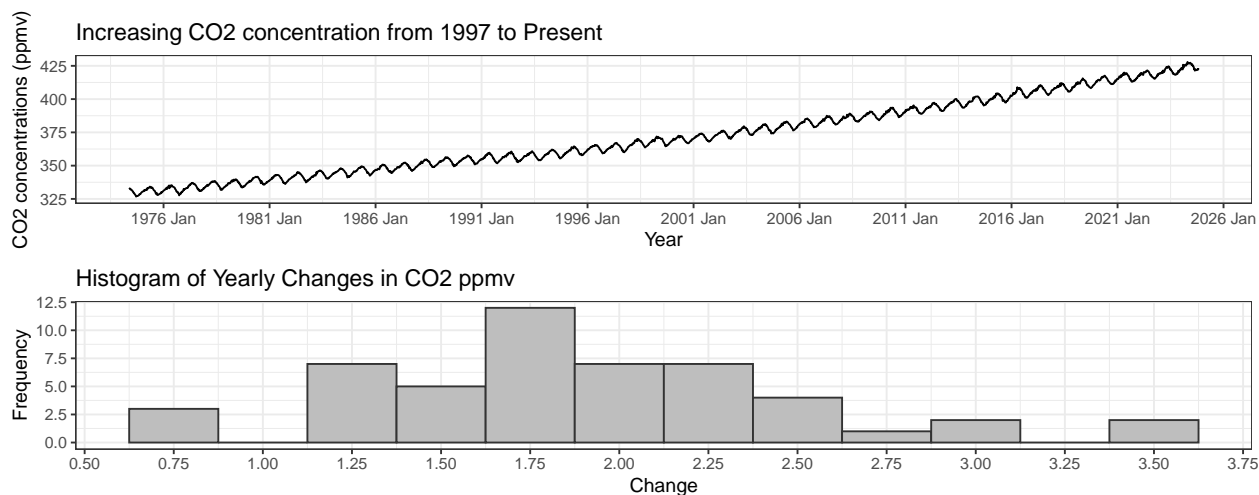 Increasing CO2 concentration from 1997 to Present
CO2 concentrations (ppmv)
425
400
375
350
325
1976 Jan 1981 Jan 1986 Jan 1991 Jan 1996 Jan 2001 Jan 2006 Jan 2011 Jan 2016 Jan 2021 Jan 2026 Jan
Year
Histogram of Yearly Changes in CO2 ppmv
Frequency
12.5
10.0
7.5
5.0
2.5
0.0
0.50 0.75 1.00 1.25 1.50 1.75 2.00 2.25 2.50 2.75 3.00 3.25 3.50 3.75
Change